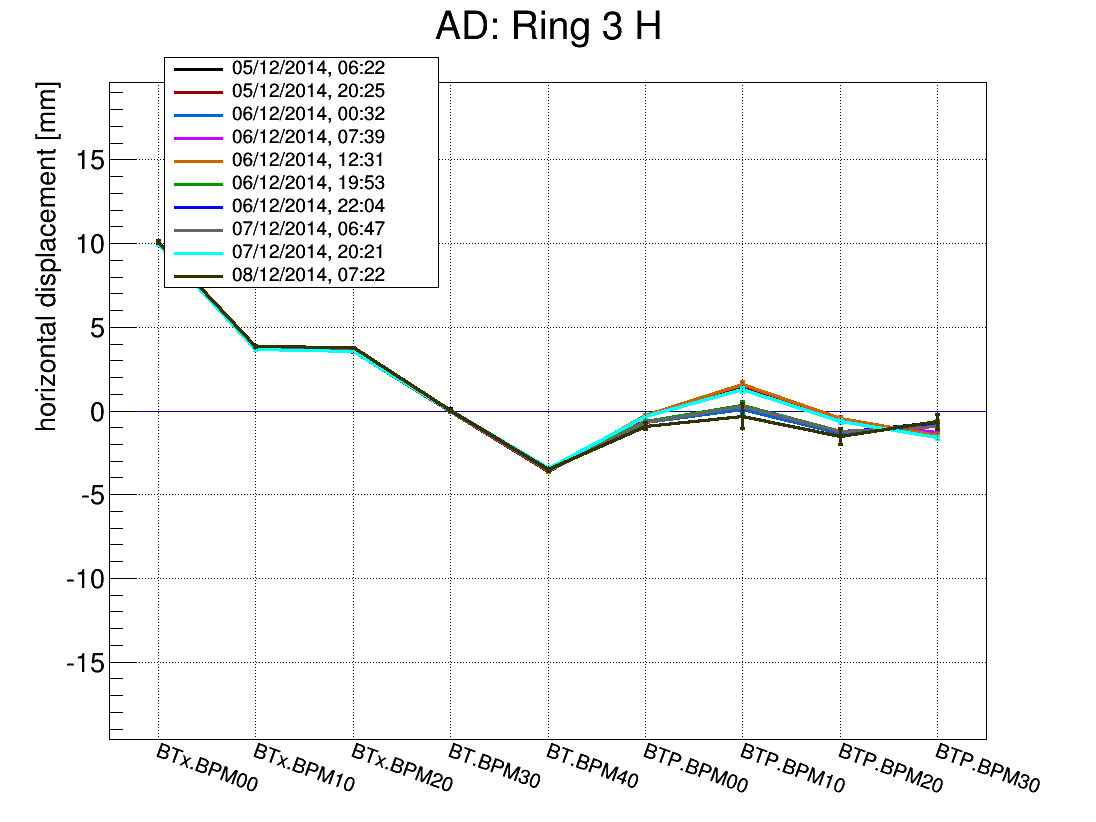 AD: Ring 3 H
05/12/2014, 06:22
05/12/2014, 20:25
06/12/2014, 00:32
06/12/2014, 07:39
06/12/2014, 12:31
06/12/2014, 19:53
06/12/2014, 22:04
07/12/2014, 06:47
07/12/2014, 20:21
08/12/2014, 07:22
horizontal displacement [mm]
15
10
5
0
-5
-10
-15
BTx.BPM00
BTx.BPM10
BTx.BPM20
BT.BPM30
BT.BPM40
BTP.BPM00
BTP.BPM10
BTP.BPM20
BTP.BPM30